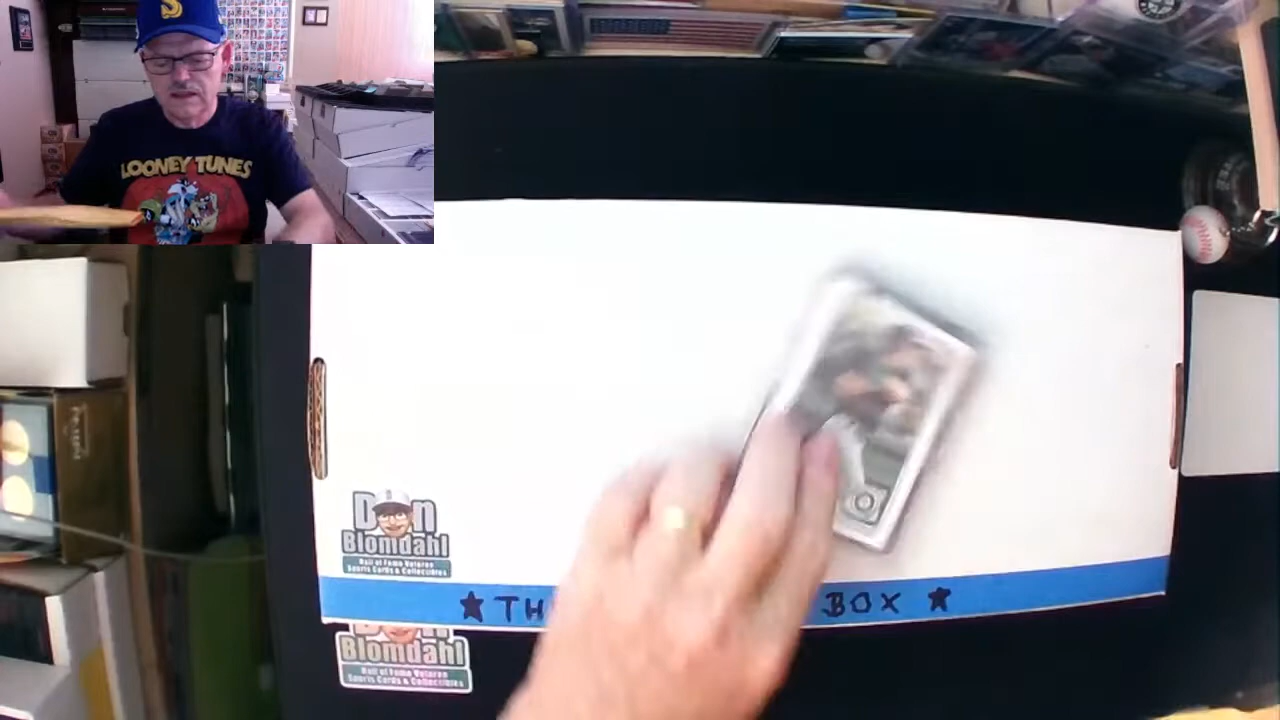 S
LOONEY TUNES
Don
Blomdahl
Hall of Fame Veteran
Sports Cards & Collectibles
★ TH BOX ★
Don
Blomdahl
Hall of Fame Veteran
Sports Cards & Collectibles